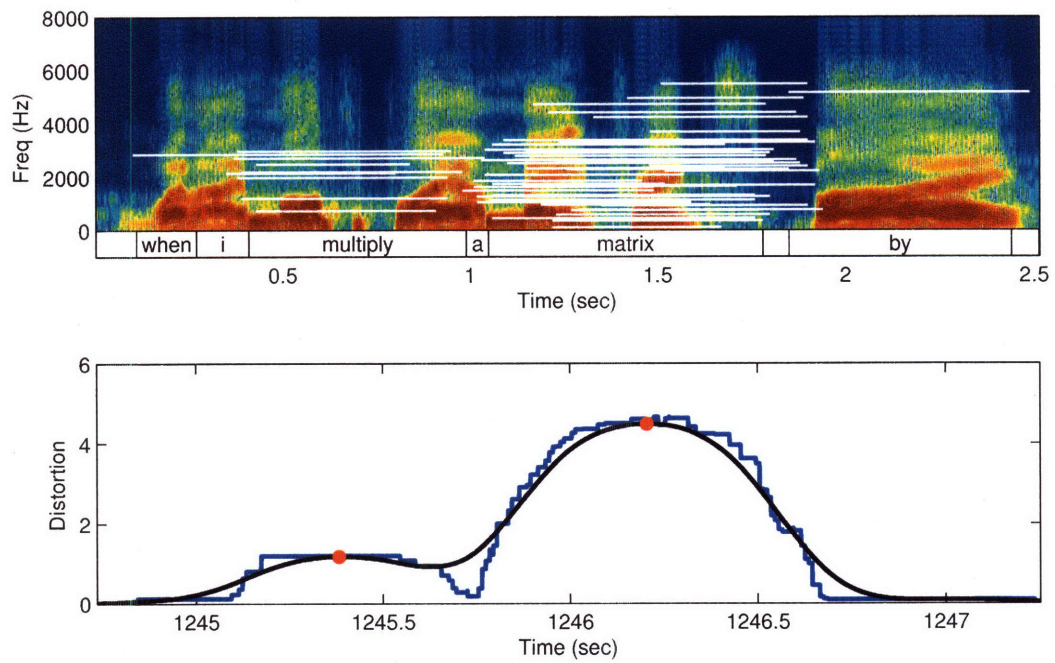 8000
6000
4000
2000
0
Freq (Hz)
when i multiply a matrix by
0.5 1 1.5 2 2.5
Time (sec)
6
4
2
0
Distortion
1245 1245.5 1246 1246.5 1247
Time (sec)